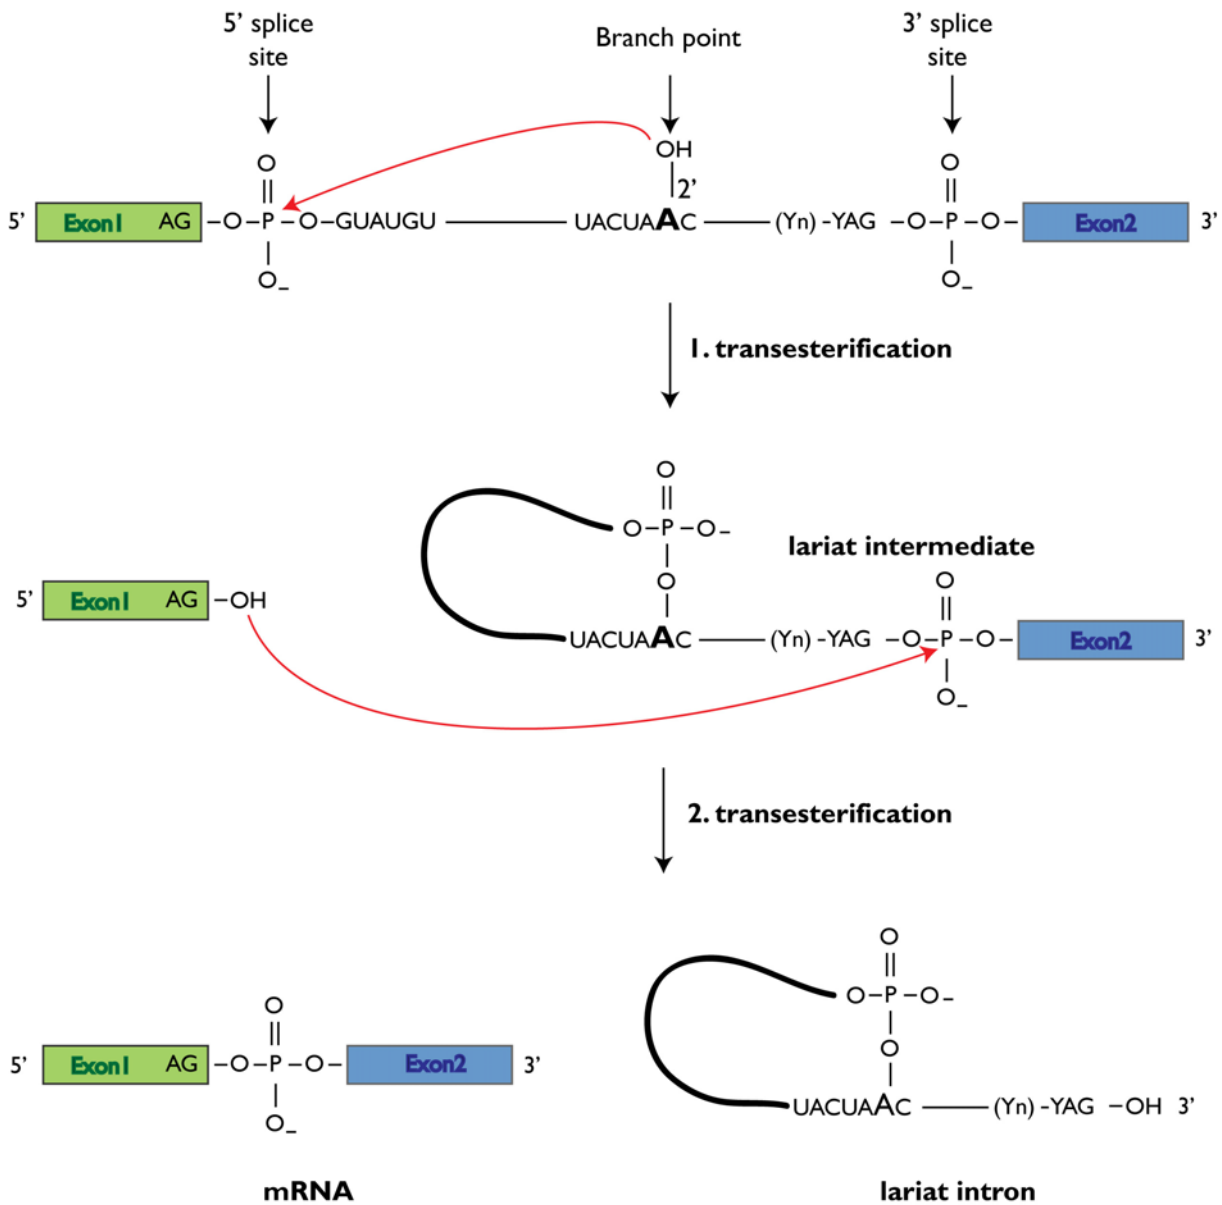 5’ splice
site
Branch point
3’ splice
site
OH
2’
O
O
5’ Exon1 AG –O–P–O–GUAUGU UACUAAC (Yn) –YAG –O–P–O– Exon2 3’
O–
O–
1. transesterification
O
O–P–O–
lariat intermediate
O
O
5’ Exon1 AG –OH
UACUAAC (Yn) –YAG –O–P–O– Exon2 3’
O–
2. transesterification
O
O–P–O–
O
O
5’ Exon1 AG –O–P–O– Exon2 3’
UACUAAC (Yn) –YAG –OH 3’
O–
mRNA
lariat intron